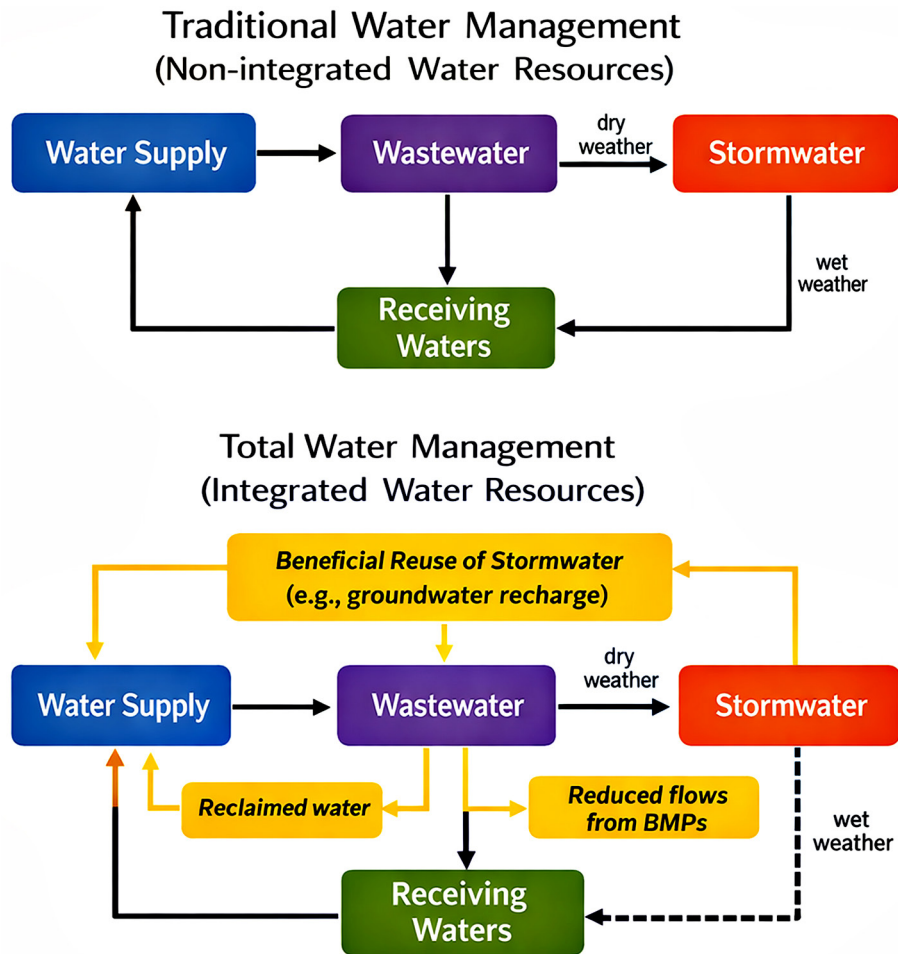 Traditional Water Management
(Non-integrated Water Resources)
Water Supply
Wastewater
dry
weather
Stormwater
wet
weather
Receiving
Waters
Total Water Management
(Integrated Water Resources)
Beneficial Reuse of Stormwater
(e.g., groundwater recharge)
Water Supply
Wastewater
dry
weather
Stormwater
Reclaimed water
Reduced flows
from BMPs
wet
weather
Receiving
Waters